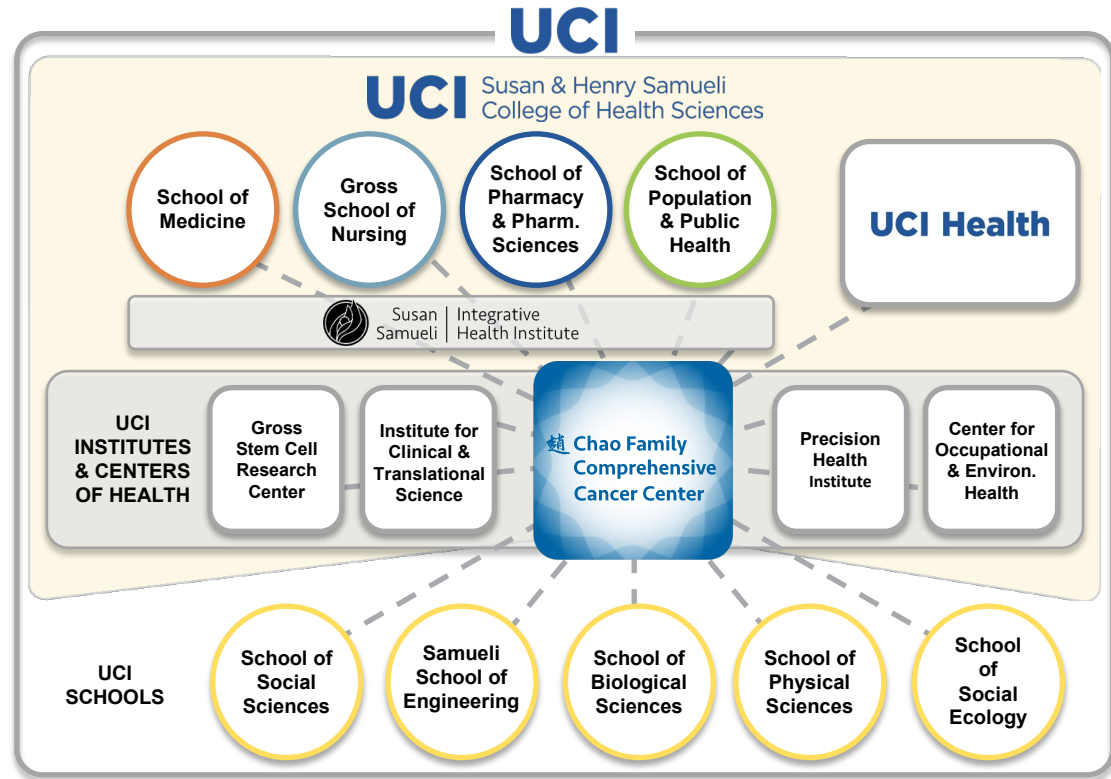 UCI
UCI Susan & Henry Samueli
College of Health Sciences
School of
Medicine
Gross
School of
Nursing
School of
Pharmacy
& Pharm.
Sciences
School of
Population
& Public
Health
UCI Health
Susan
Samueli
Integrative
Health Institute
UCI
INSTITUTES
& CENTERS
OF HEALTH
Gross
Stem Cell
Research
Center
Institute for
Clinical &
Translational
Science
趙 Chao Family
Comprehensive
Cancer Center
Precision
Health
Institute
Center for
Occupational
& Environ.
Health
UCI
SCHOOLS
School of
Social
Sciences
Samueli
School of
Engineering
School of
Biological
Sciences
School of
Physical
Sciences
School
of
Social
Ecology